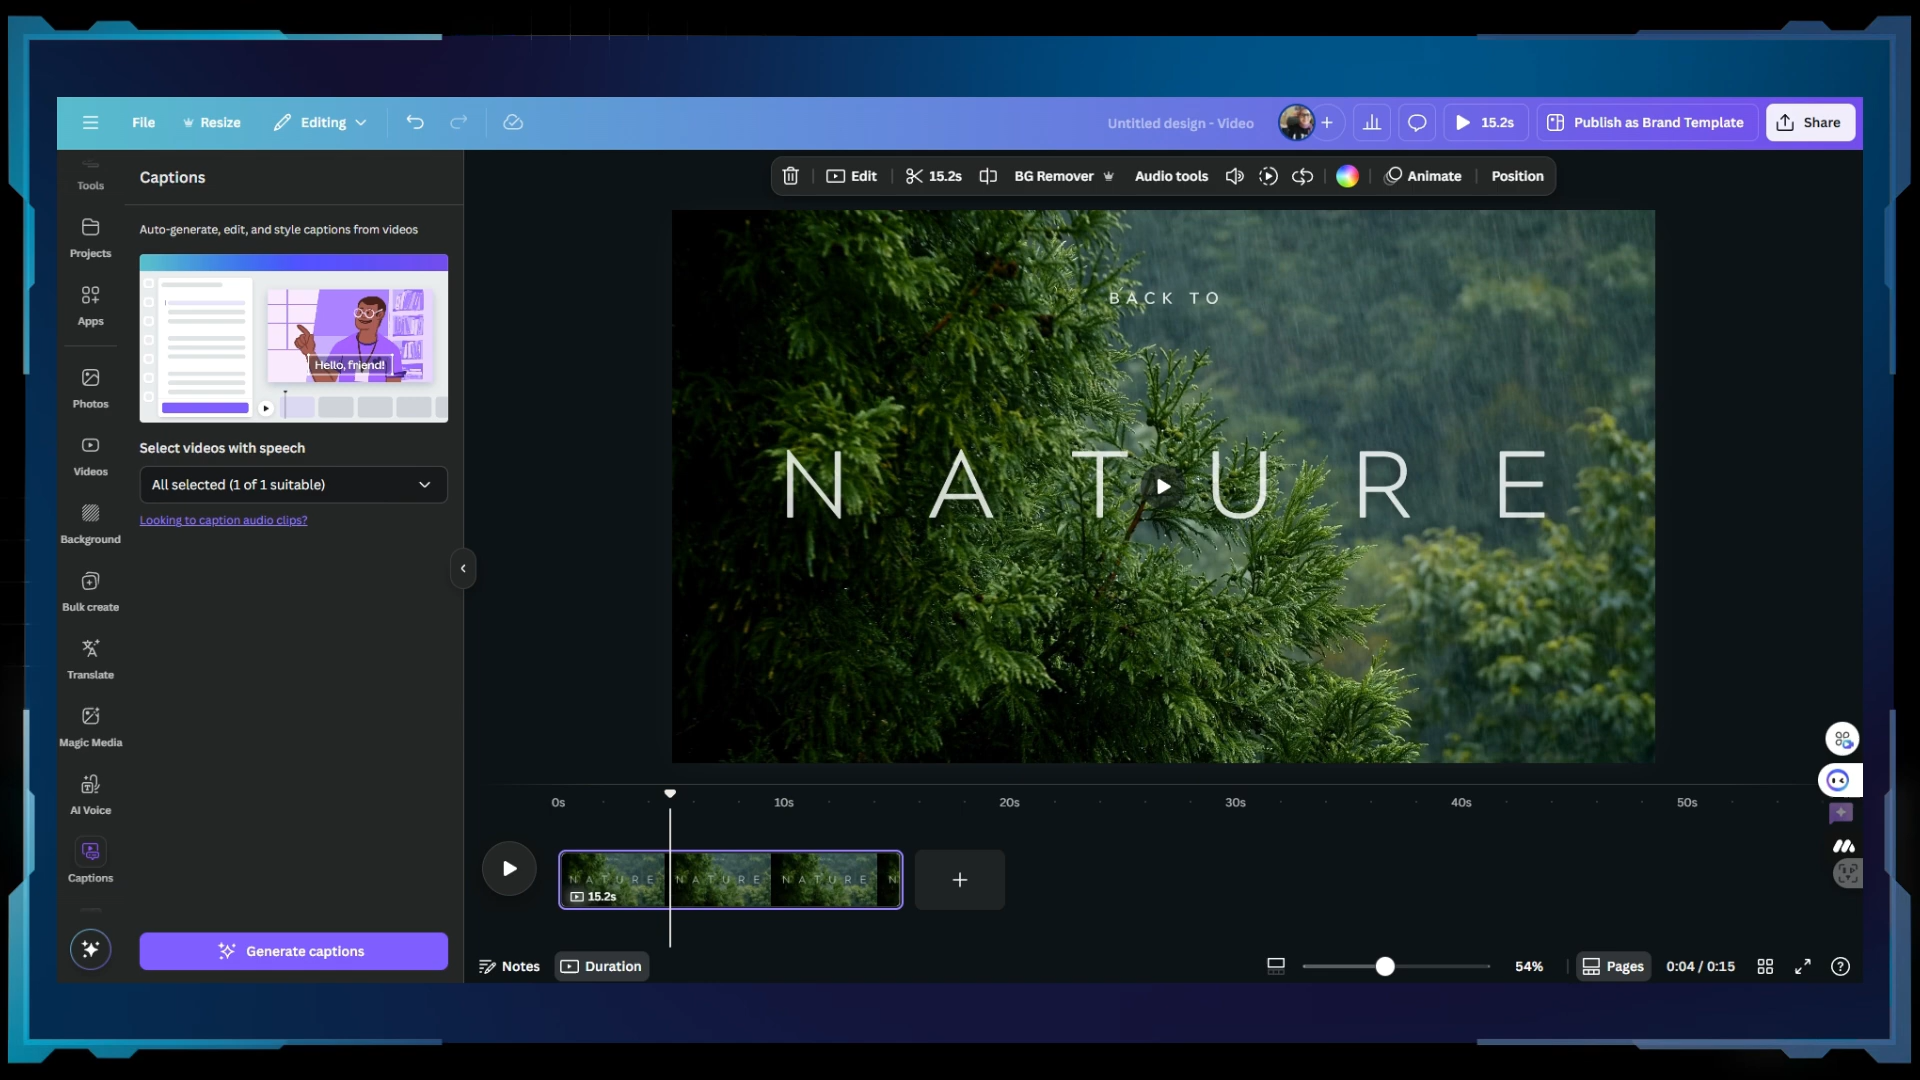 File
Resize
Editing
Untitled design - Video
15.2s
Publish as Brand Template
Share
Tools
Projects
Apps
Photos
Videos
Background
Bulk create
Translate
Magic Media
AI Voice
Captions
Captions
Auto-generate, edit, and style captions from videos
Hello, friend!
Select videos with speech
All selected (1 of 1 suitable)
Looking to caption audio clips?
Generate captions
Edit
15.2s
BG Remover
Audio tools
Animate
Position
BACK TO
NATURE
0s 10s 20s 30s 40s 50s
NATURE NATURE NATURE N
15.2s
Notes
Duration
54%
Pages
0:04 / 0:15